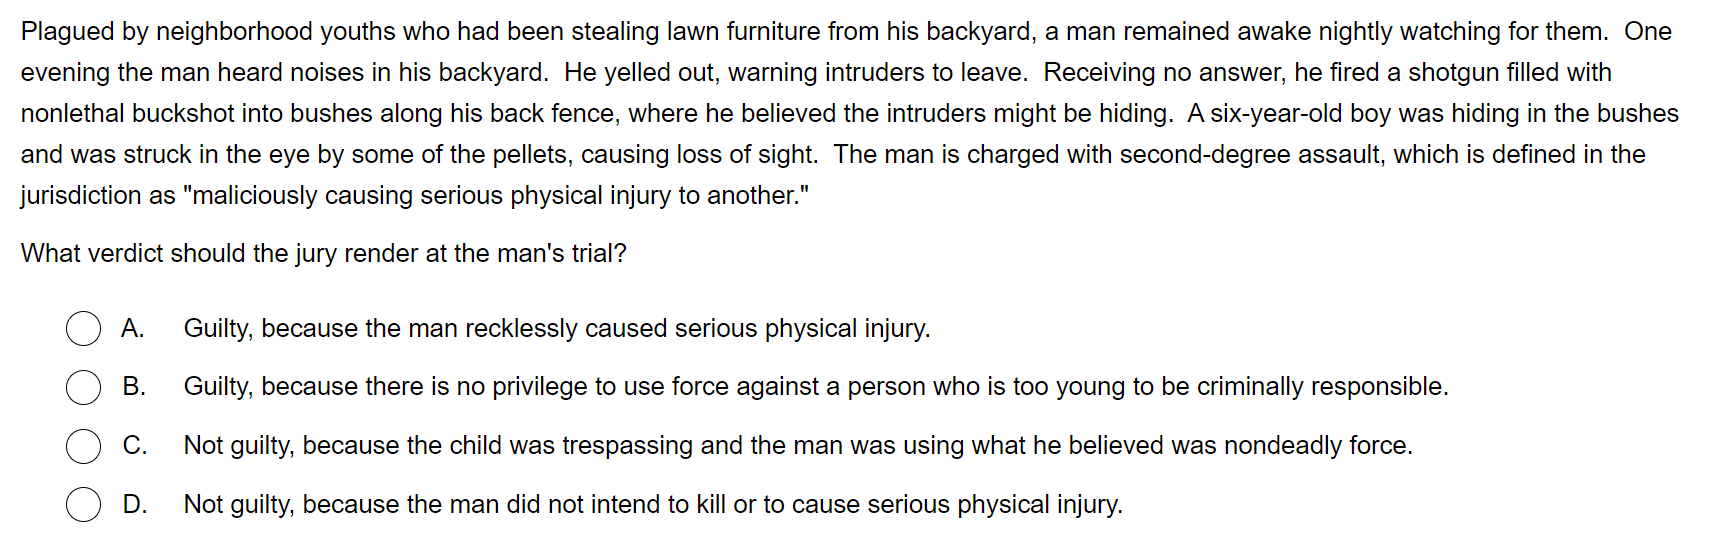 Plagued by neighborhood youths who had been stealing lawn furniture from his backyard, a man remained awake nightly watching for them.  One
evening the man heard noises in his backyard.  He yelled out, warning intruders to leave.  Receiving no answer, he fired a shotgun filled with
nonlethal buckshot into bushes along his back fence, where he believed the intruders might be hiding.  A six-year-old boy was hiding in the bushes
and was struck in the eye by some of the pellets, causing loss of sight.  The man is charged with second-degree assault, which is defined in the
jurisdiction as "maliciously causing serious physical injury to another."
What verdict should the jury render at the man's trial?
A. Guilty, because the man recklessly caused serious physical injury.
B. Guilty, because there is no privilege to use force against a person who is too young to be criminally responsible.
C. Not guilty, because the child was trespassing and the man was using what he believed was nondeadly force.
D. Not guilty, because the man did not intend to kill or to cause serious physical injury.